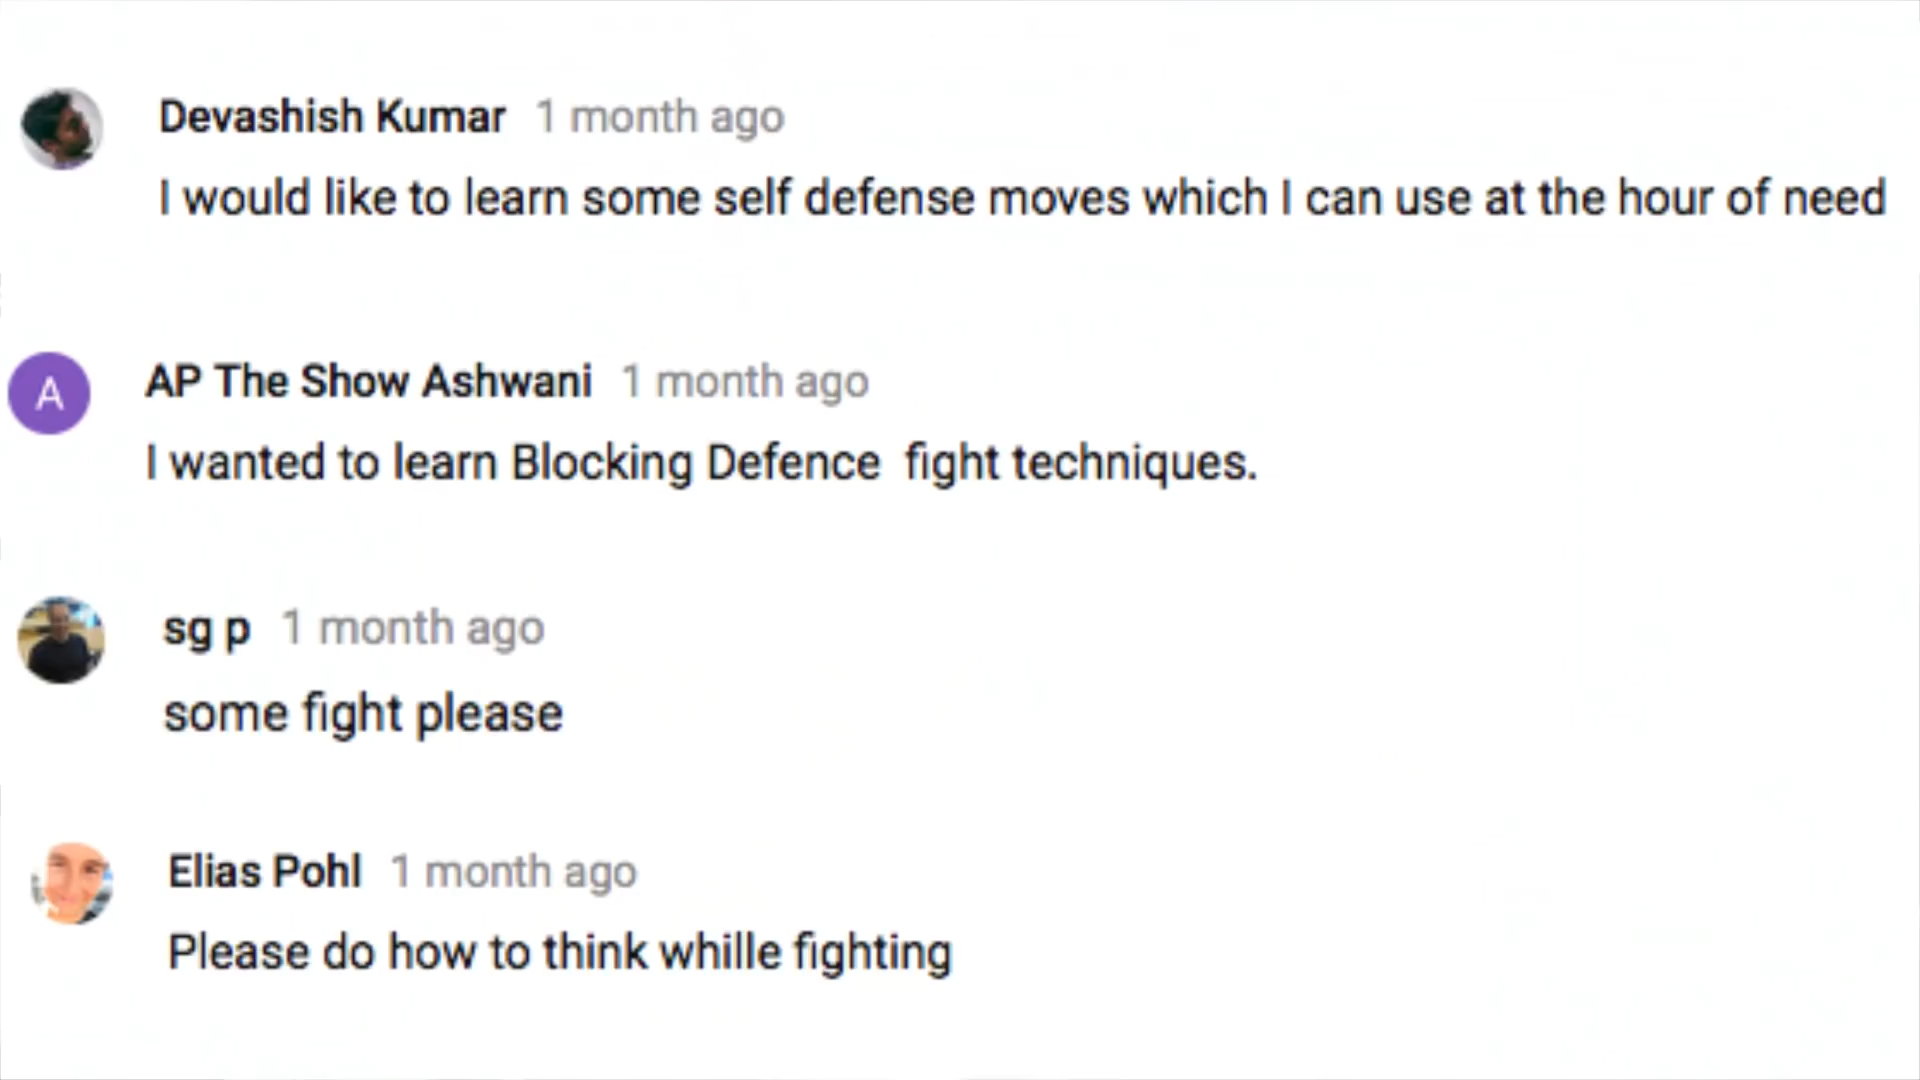 Devashish Kumar 1 month ago
I would like to learn some self defense moves which I can use at the hour of need
A
AP The Show Ashwani 1 month ago
I wanted to learn Blocking Defence  fight techniques.
sg p 1 month ago
some fight please
Elias Pohl 1 month ago
Please do how to think whille fighting